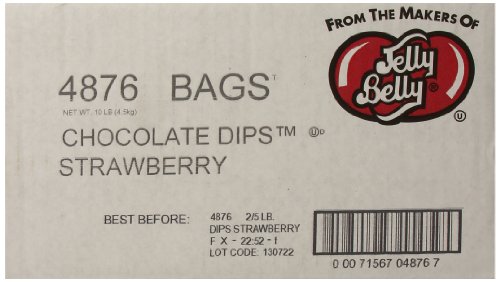 FROM THE MAKERS OF
Jelly
Belly®
U
4876 BAGS
NET WT. 10 LB (4.5kg)
CHOCOLATE DIPS™ U D
STRAWBERRY
BEST BEFORE:
4876 2/5 LB.
DIPS STRAWBERRY
F X - 22:52 - I
LOT CODE: 130722
0 00 71567 04876 7